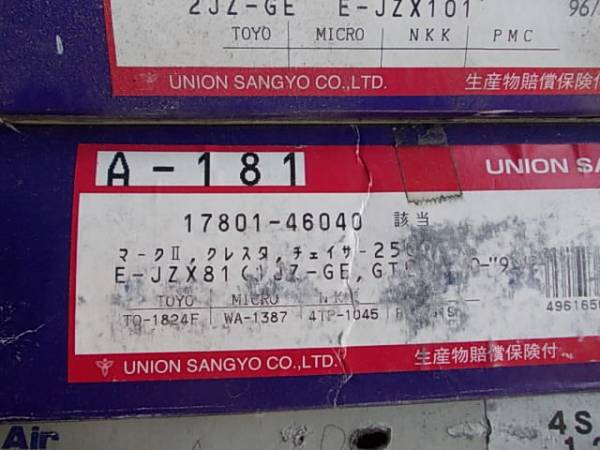 2JZ-GE E-JZX101 96/
TOYO MICRO NKK PMC
UNION SANGYO CO.,LTD. 生産物賠償保険付
A-181 UNION SA
17801-46040 該当
マークⅡ,クレスタ,チェイサー25
E-JZX81(1JZ-GE,GT
TOYO MICRO NK
TO-1824F WA-1387 4TP-1045
496165
UNION SANGYO CO.,LTD. 生産物賠償保険付.
Air
4S